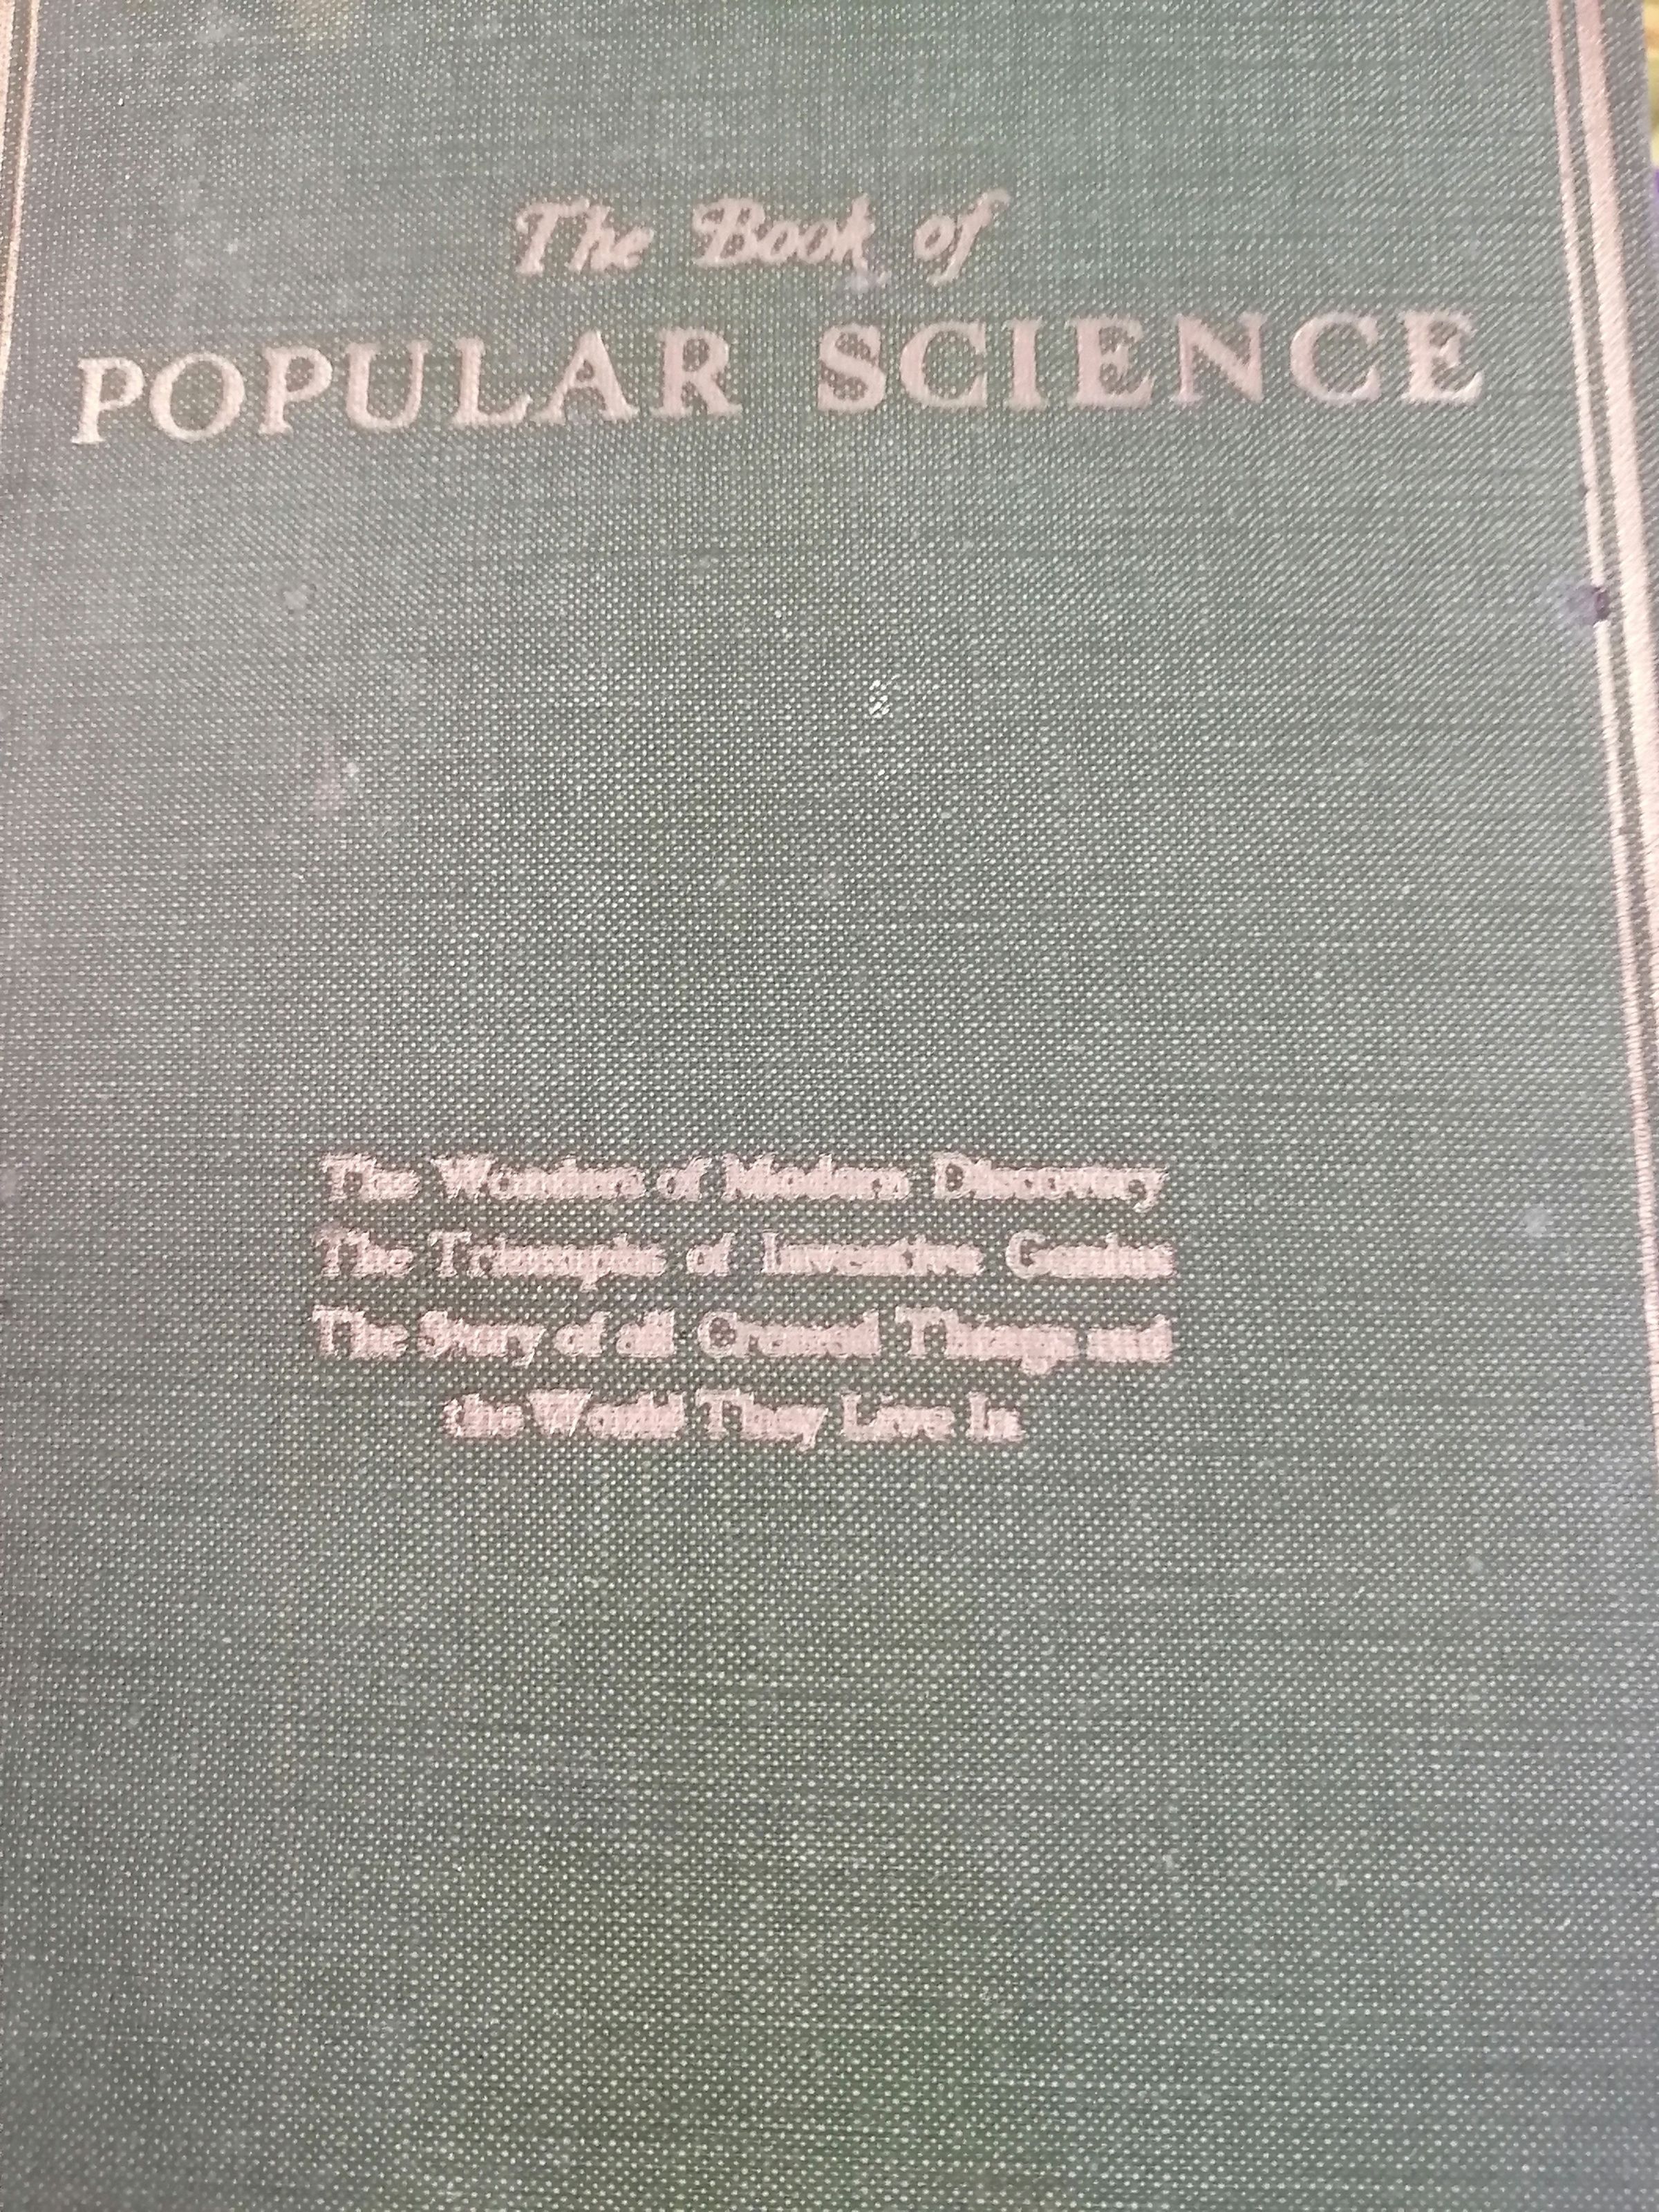 The Book of
POPULAR SCIENCE
The Wonders of Modern Discovery
The Triumphs of Inventive Genius
The Story of all Created Things and
the World They Live In